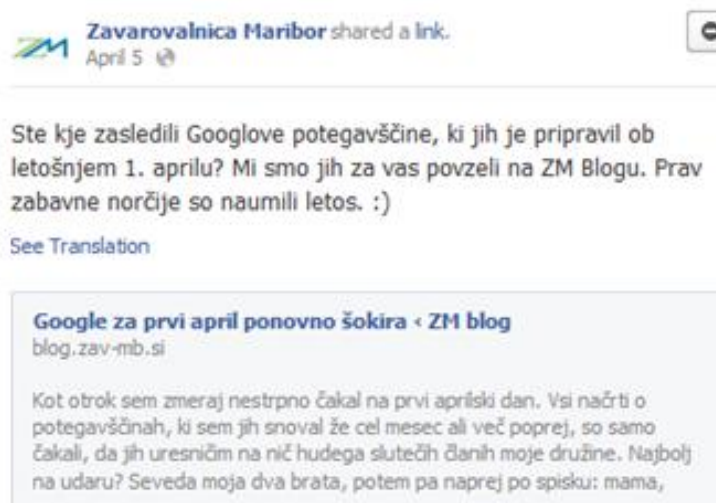 ZM Zavarovalnica Maribor shared a link.
April 5
Ste kje zasledili Googlove potegavščine, ki jih je pripravil ob
letošnjem 1. aprilu? Mi smo jih za vas povzeli na ZM Blogu. Prav
zabavne norčije so naumili letos. :)
See Translation
Google za prvi april ponovno šokira ‹ ZM blog
blog.zav-mb.si
Kot otrok sem zmeraj nestrpno čakal na prvi aprilski dan. Vsi načrti o
potegavščinah, ki sem jih snoval že cel mesec ali več poprej, so samo
čakali, da jih uresničim na nič hudega slutečih članih moje družine. Najbolj
na udaru? Seveda moja dva brata, potem pa naprej po spisku: mama,